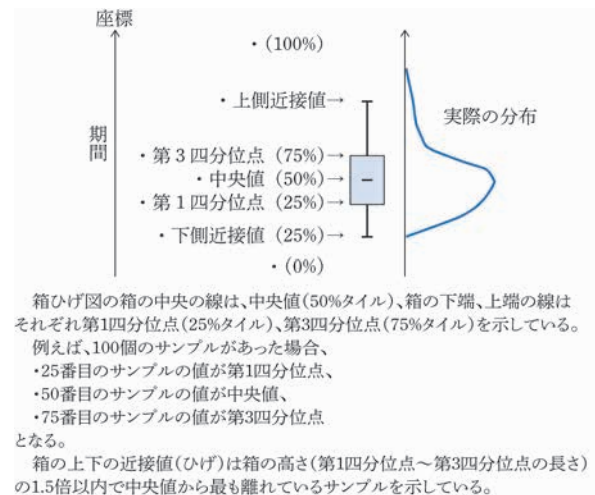 座標
・(100%)
・上側近接値→
実際の分布
期間
・第３四分位点 (75%)→
・中央値 (50%)→
・第１四分位点 (25%)→
・下側近接値 (25%)→
・(0%)
箱ひげ図の箱の中央の線は、中央値(50%タイル)、箱の下端、上端の線は
それぞれ第1四分位点(25%タイル)、第3四分位点(75%タイル)を示している。
例えば、100個のサンプルがあった場合、
・25番目のサンプルの値が第1四分位点、
・50番目のサンプルの値が中央値、
・75番目のサンプルの値が第3四分位点
となる。
箱の上下の近接値(ひげ)は箱の高さ(第1四分位点～第3四分位点の長さ)
の1.5倍以内で中央値から最も離れているサンプルを示している。